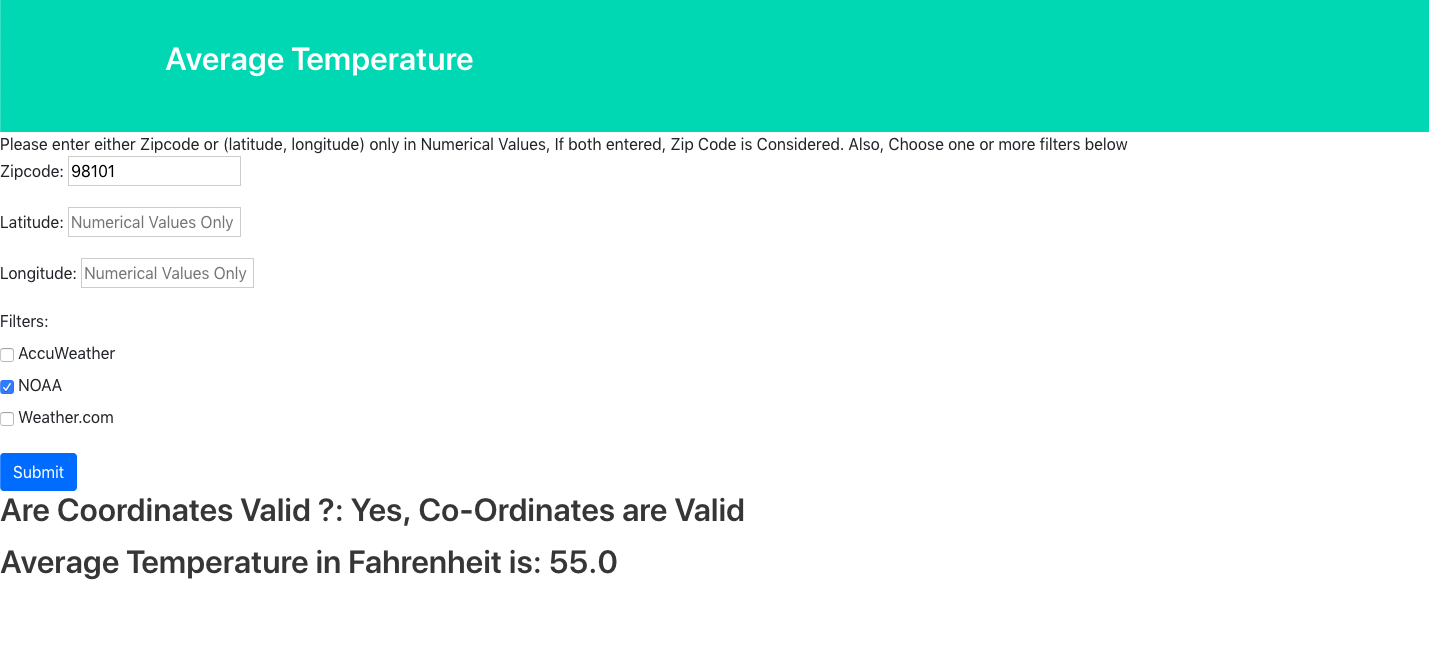 Average Temperature
Please enter either Zipcode or (latitude, longitude) only in Numerical Values, If both entered, Zip Code is Considered. Also, Choose one or more filters below
Zipcode: 98101
Latitude: Numerical Values Only
Longitude: Numerical Values Only
Filters:
AccuWeather
NOAA
Weather.com
Submit
Are Coordinates Valid ?: Yes, Co-Ordinates are Valid
Average Temperature in Fahrenheit is: 55.0